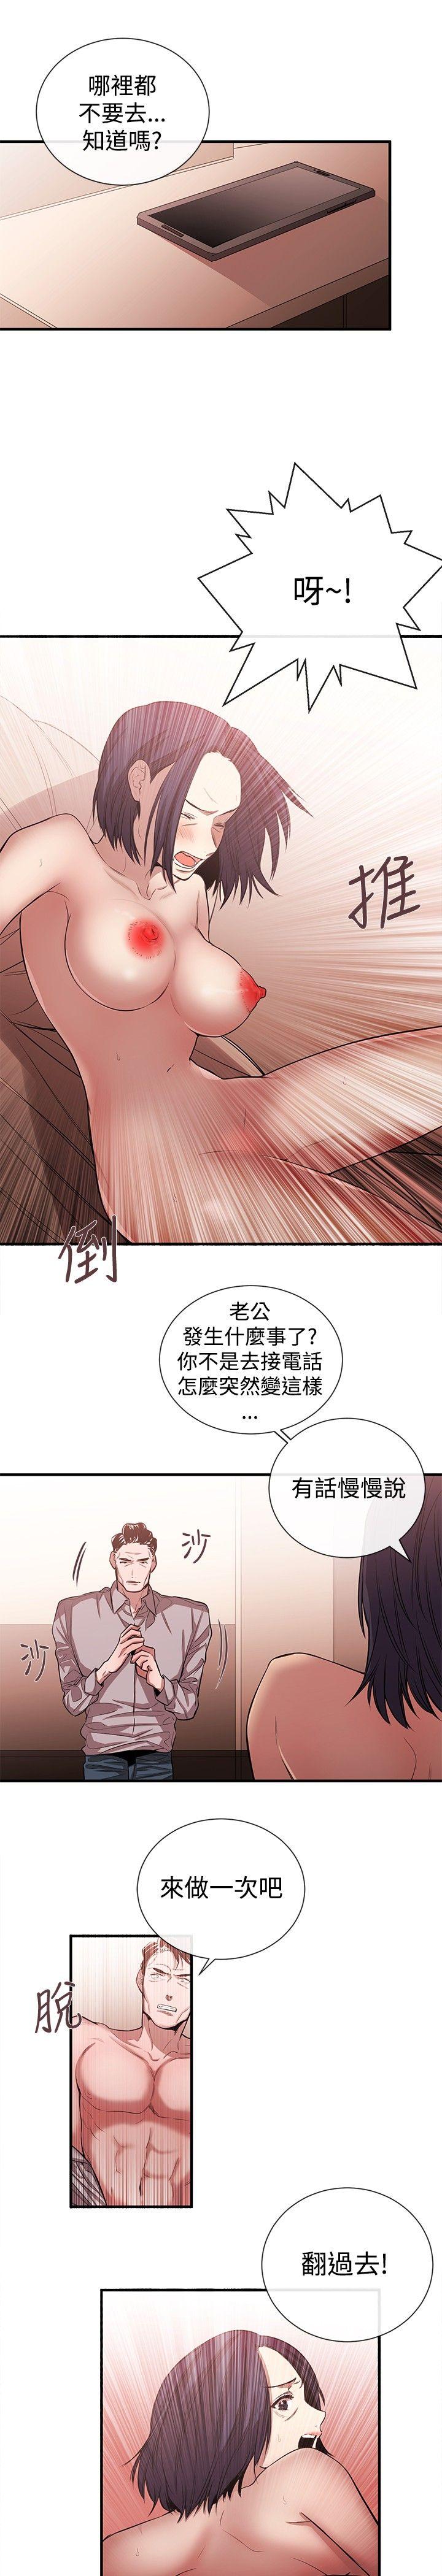 哪裡都
不要去...
知道嗎?
呀~!
推
倒
老公
發生什麼事了?
你不是去接電話
怎麼突然變這樣
...
有話慢慢說
沙
沙
來做一次吧
脫
翻過去!